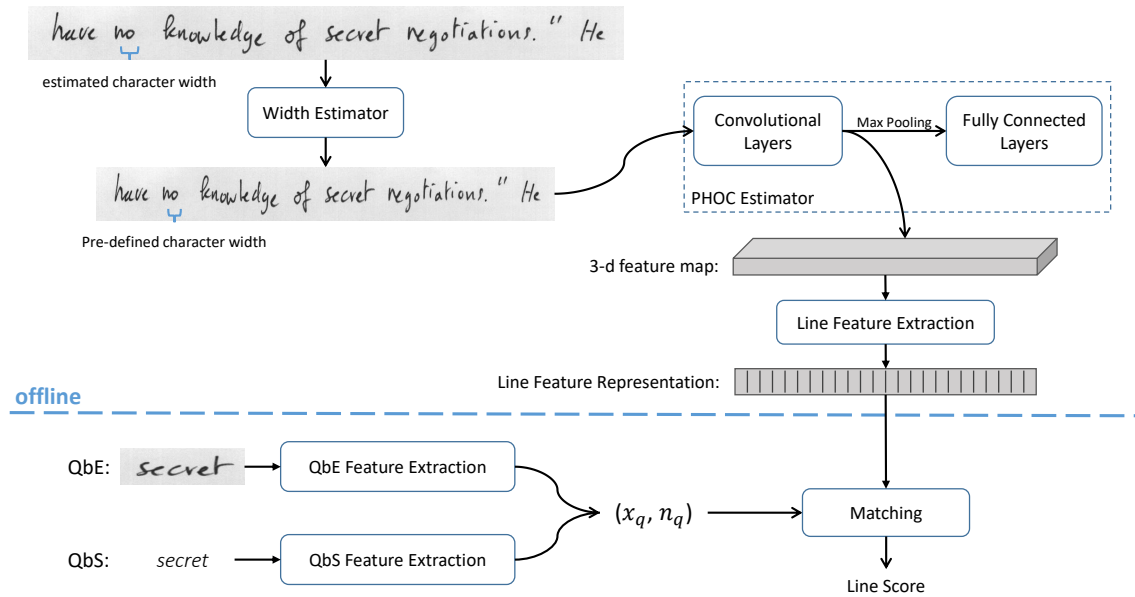 have no knowledge of secret negotiations." He
estimated character width
Width Estimator
have no knowledge of secret negotiations." He
Pre-defined character width
Convolutional
Layers
Max Pooling
Fully Connected
Layers
PHOC Estimator
3-d feature map:
Line Feature Extraction
Line Feature Representation:
offline
QbE: secret QbE Feature Extraction
(x_q, n_q) Matching
QbS: secret QbS Feature Extraction
Line Score